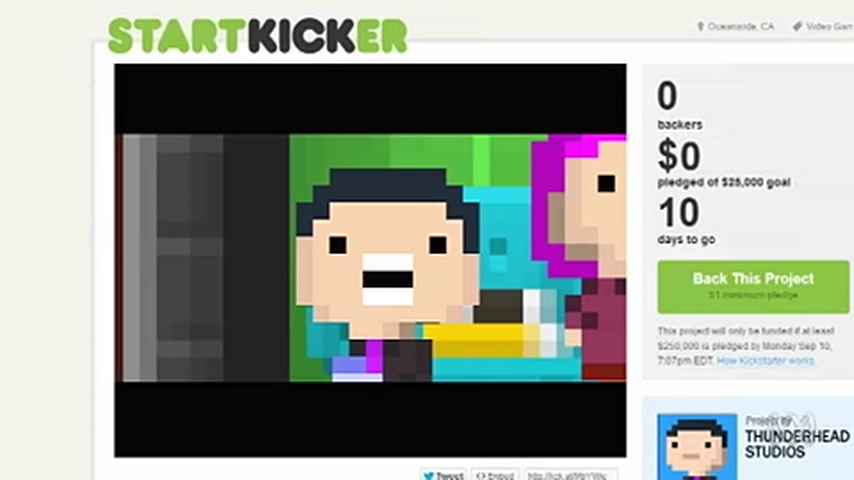 STARTKICKER
Oceanside, CA
Video Gam
0
backers
$0
pledged of $25,000 goal
10
days to go
Back This Project
$1 minimum pledge
This project will only be funded if at least
$250,000 is pledged by Monday Sep 10,
7:07pm EDT. How Kickstarter works.
Project by
THUNDERHEAD
STUDIOS
Tweet
<> Embed